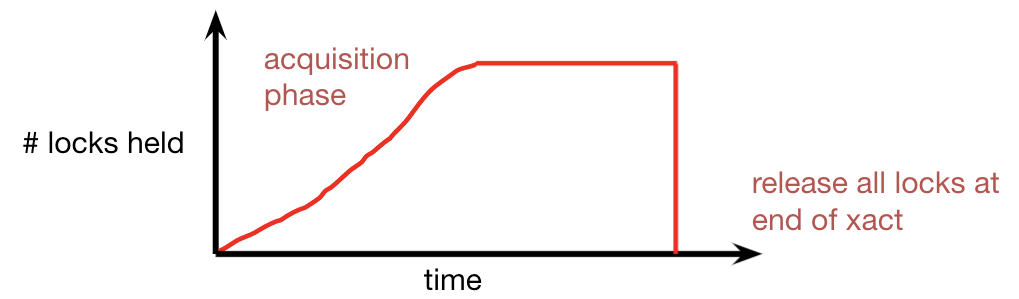 acquisition
phase
# locks held
release all locks at
end of xact
time